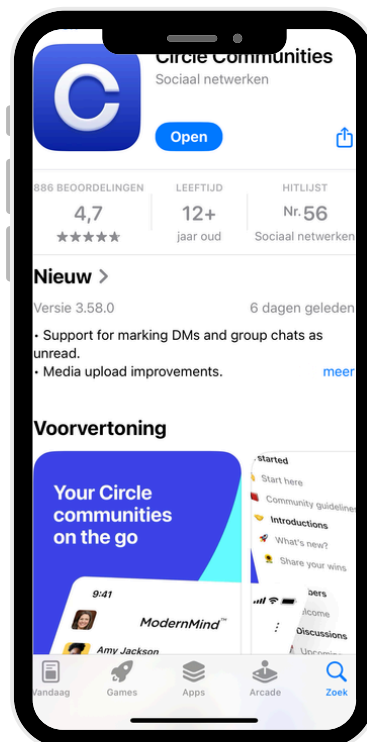 C
Circle Communities
Sociaal netwerken
Open
886 BEOORDELINGEN
4,7
★★★★★
LEEFTIJD
12+
jaar oud
HITLIJST
Nr. 56
Sociaal netwerken
Nieuw >
Versie 3.58.0
6 dagen geleden
• Support for marking DMs and group chats as
unread.
• Media upload improvements.
meer
Voorvertoning
Your Circle
communities
on the go
9:41
ModernMind™
Amy Jackson
started
Start here
Community guidelines
Introductions
What's new?
Share your wins
Discussions
Vandaag
Games
Apps
Arcade
Zoek